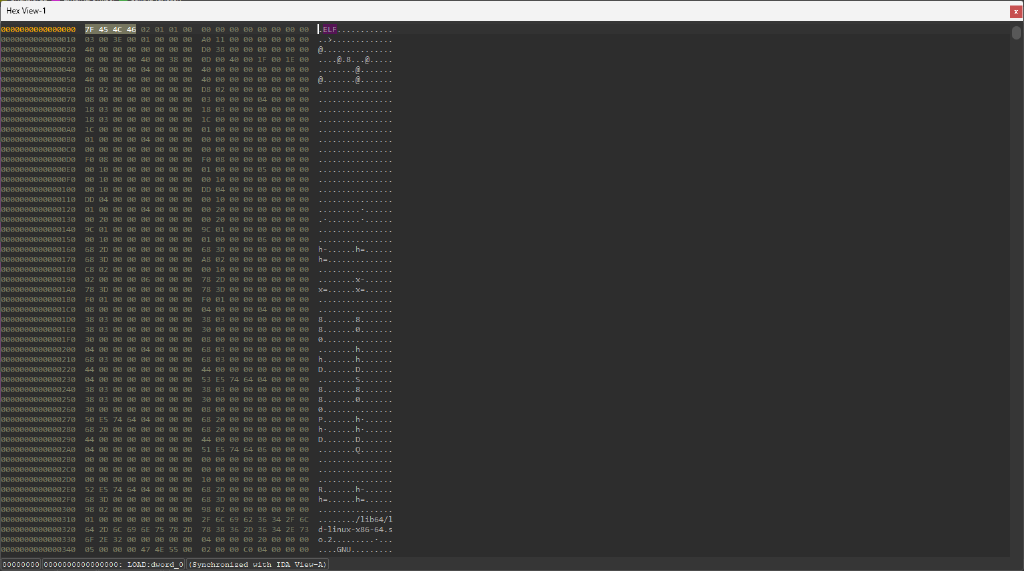 Hex View-1
0000000000000000 7F 45 4C 46 02 01 01 00 00 00 00 00 00 00 00 00 .ELF............
0000000000000010 03 00 3E 00 01 00 00 00 A0 11 00 00 00 00 00 00 ..>.............
0000000000000020 40 00 00 00 00 00 00 00 D0 38 00 00 00 00 00 00 @...............
0000000000000030 00 00 00 00 40 00 38 00 0D 00 40 00 1F 00 1E 00 ....@.8...@.....
0000000000000040 06 00 00 00 04 00 00 00 40 00 00 00 00 00 00 00 ........@.......
0000000000000050 40 00 00 00 00 00 00 00 40 00 00 00 00 00 00 00 @.......@.......
0000000000000060 D8 02 00 00 00 00 00 00 D8 02 00 00 00 00 00 00 ................
0000000000000070 08 00 00 00 00 00 00 00 03 00 00 00 04 00 00 00 ................
0000000000000080 18 03 00 00 00 00 00 00 18 03 00 00 00 00 00 00 ................
0000000000000090 18 03 00 00 00 00 00 00 1C 00 00 00 00 00 00 00 ................
00000000000000A0 1C 00 00 00 00 00 00 00 01 00 00 00 00 00 00 00 ................
00000000000000B0 01 00 00 00 04 00 00 00 00 00 00 00 00 00 00 00 ................
00000000000000C0 00 00 00 00 00 00 00 00 00 00 00 00 00 00 00 00 ................
00000000000000D0 F0 08 00 00 00 00 00 00 F0 08 00 00 00 00 00 00 ................
00000000000000E0 00 10 00 00 00 00 00 00 01 00 00 00 05 00 00 00 ................
00000000000000F0 00 10 00 00 00 00 00 00 00 10 00 00 00 00 00 00 ................
0000000000000100 00 10 00 00 00 00 00 00 DD 04 00 00 00 00 00 00 ................
0000000000000110 DD 04 00 00 00 00 00 00 00 10 00 00 00 00 00 00 ................
0000000000000120 01 00 00 00 04 00 00 00 00 20 00 00 00 00 00 00 .........·......
0000000000000130 00 20 00 00 00 00 00 00 00 20 00 00 00 00 00 00 .·.......·......
0000000000000140 9C 01 00 00 00 00 00 00 9C 01 00 00 00 00 00 00 ................
0000000000000150 00 10 00 00 00 00 00 00 01 00 00 00 06 00 00 00 ................
0000000000000160 68 2D 00 00 00 00 00 00 68 3D 00 00 00 00 00 00 h-......h=......
0000000000000170 68 3D 00 00 00 00 00 00 A8 02 00 00 00 00 00 00 h=..............
0000000000000180 C8 02 00 00 00 00 00 00 00 10 00 00 00 00 00 00 ................
0000000000000190 02 00 00 00 06 00 00 00 78 2D 00 00 00 00 00 00 ........x-......
00000000000001A0 78 3D 00 00 00 00 00 00 78 3D 00 00 00 00 00 00 x=......x=......
00000000000001B0 F0 01 00 00 00 00 00 00 F0 01 00 00 00 00 00 00 ................
00000000000001C0 08 00 00 00 00 00 00 00 04 00 00 00 04 00 00 00 ................
00000000000001D0 38 03 00 00 00 00 00 00 38 03 00 00 00 00 00 00 8.......8.......
00000000000001E0 38 03 00 00 00 00 00 00 30 00 00 00 00 00 00 00 8.......0.......
00000000000001F0 30 00 00 00 00 00 00 00 08 00 00 00 00 00 00 00 0...............
0000000000000200 04 00 00 00 04 00 00 00 68 03 00 00 00 00 00 00 ........h.......
0000000000000210 68 03 00 00 00 00 00 00 68 03 00 00 00 00 00 00 h.......h.......
0000000000000220 44 00 00 00 00 00 00 00 44 00 00 00 00 00 00 00 D.......D.......
0000000000000230 04 00 00 00 00 00 00 00 53 E5 74 64 04 00 00 00 ........S.......
0000000000000240 38 03 00 00 00 00 00 00 38 03 00 00 00 00 00 00 8.......8.......
0000000000000250 38 03 00 00 00 00 00 00 30 00 00 00 00 00 00 00 8.......0.......
0000000000000260 30 00 00 00 00 00 00 00 08 00 00 00 00 00 00 00 0...............
0000000000000270 50 E5 74 64 04 00 00 00 68 20 00 00 00 00 00 00 P.......h·......
0000000000000280 68 20 00 00 00 00 00 00 68 20 00 00 00 00 00 00 h·......h·......
0000000000000290 44 00 00 00 00 00 00 00 44 00 00 00 00 00 00 00 D.......D.......
00000000000002A0 04 00 00 00 00 00 00 00 51 E5 74 64 06 00 00 00 ........Q.......
00000000000002B0 00 00 00 00 00 00 00 00 00 00 00 00 00 00 00 00 ................
00000000000002C0 00 00 00 00 00 00 00 00 00 00 00 00 00 00 00 00 ................
00000000000002D0 00 00 00 00 00 00 00 00 10 00 00 00 00 00 00 00 ................
00000000000002E0 52 E5 74 64 04 00 00 00 68 2D 00 00 00 00 00 00 R.......h-......
00000000000002F0 68 3D 00 00 00 00 00 00 68 3D 00 00 00 00 00 00 h=......h=......
0000000000000300 98 02 00 00 00 00 00 00 98 02 00 00 00 00 00 00 ................
0000000000000310 01 00 00 00 00 00 00 00 2F 6C 69 62 36 34 2F 6C ......../lib64/l
0000000000000320 64 2D 6C 69 6E 75 78 2D 78 38 36 2D 36 34 2E 73 d-linux-x86-64.s
0000000000000330 6F 2E 32 00 00 00 00 00 04 00 00 00 20 00 00 00 o.2.........·...
0000000000000340 05 00 00 00 47 4E 55 00 02 00 00 C0 04 00 00 00 ....GNU.........
00000000 0000000000000000: LOAD:dword_0 (Synchronized with IDA View-A)